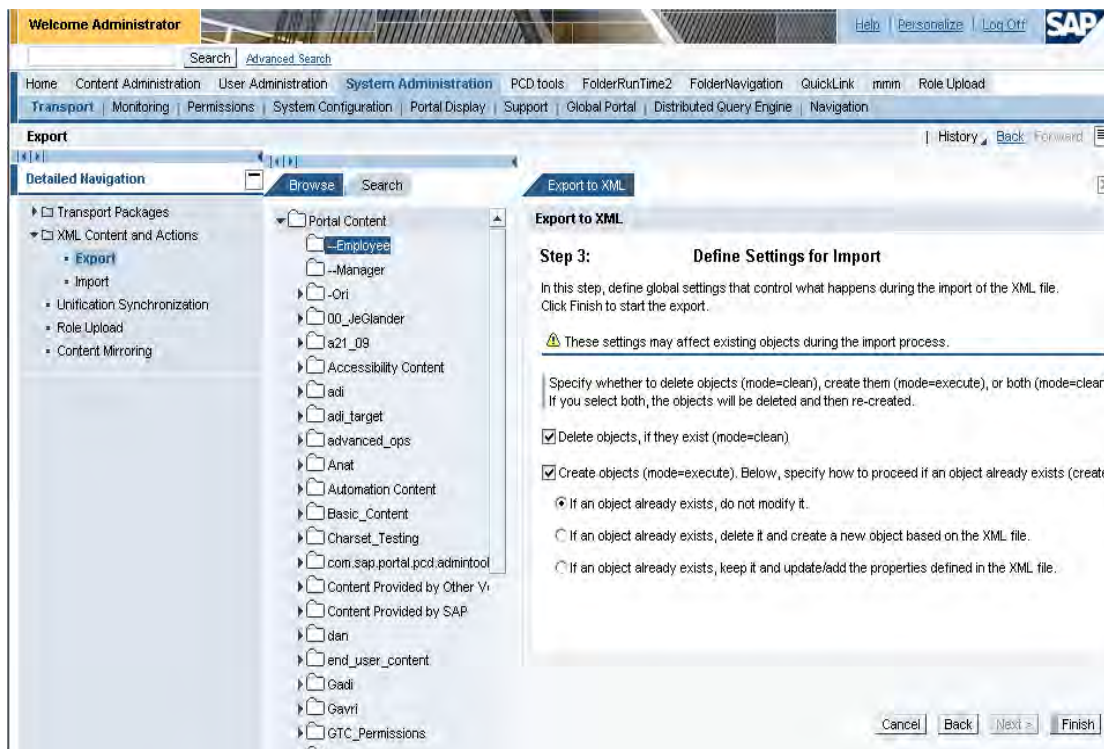 Welcome Administrator
Help | Personalize | Log Off
SAP
Search Advanced Search
Home Content Administration User Administration System Administration PCD tools FolderRunTime2 FolderNavigation QuickLink mmm Role Upload
Transport | Monitoring | Permissions | System Configuration | Portal Display | Support | Global Portal | Distributed Query Engine | Navigation
Export
| History Back Forward
Detailed Navigation
Transport Packages
XML Content and Actions
Export
Import
Unification Synchronization
Role Upload
Content Mirroring
Browse Search
Portal Content
--Employee
--Manager
-Ori
00_JeGlander
a21_09
Accessibility Content
adi
adi_target
advanced_ops
Anat
Automation Content
Basic_Content
Charset_Testing
com.sap.portal.pcd.admintool
Content Provided by Other V
Content Provided by SAP
dan
end_user_content
Gadi
Gavri
GTC_Permissions
Export to XML
Export to XML
Step 3: Define Settings for Import
In this step, define global settings that control what happens during the import of the XML file.
Click Finish to start the export.
These settings may affect existing objects during the import process.
Specify whether to delete objects (mode=clean), create them (mode=execute), or both (mode=clean
If you select both, the objects will be deleted and then re-created.
Delete objects, if they exist (mode=clean)
Create objects (mode=execute). Below, specify how to proceed if an object already exists (create
If an object already exists, do not modify it.
If an object already exists, delete it and create a new object based on the XML file.
If an object already exists, keep it and update/add the properties defined in the XML file.
Cancel Back Next > Finish